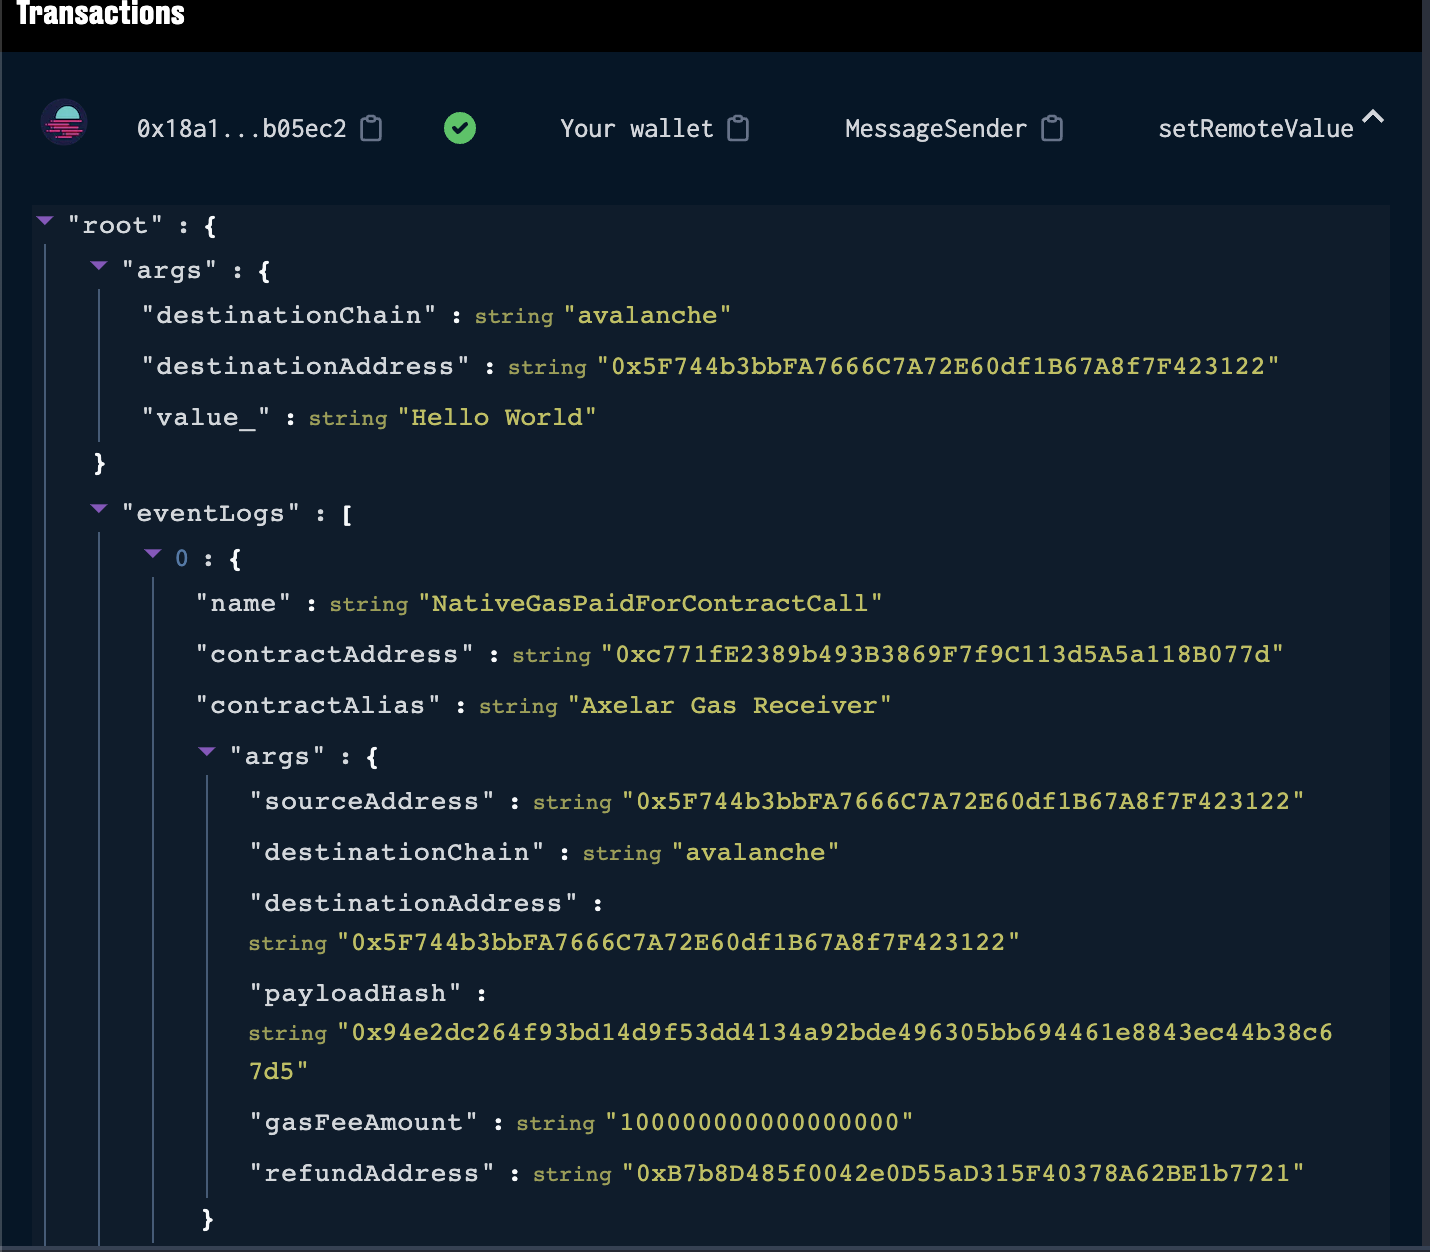 Transactions
0x18a1...b05ec2 Your wallet MessageSender setRemoteValue
"root" : {
"args" : {
"destinationChain" : string "avalanche"
"destinationAddress" : string "0x5F744b3bbFA7666C7A72E60df1B67A8f7F423122"
"value_" : string "Hello World"
}
"eventLogs" : [
0 : {
"name" : string "NativeGasPaidForContractCall"
"contractAddress" : string "0xc771fE2389b493B3869F7f9C113d5A5a118B077d"
"contractAlias" : string "Axelar Gas Receiver"
"args" : {
"sourceAddress" : string "0x5F744b3bbFA7666C7A72E60df1B67A8f7F423122"
"destinationChain" : string "avalanche"
"destinationAddress" :
string "0x5F744b3bbFA7666C7A72E60df1B67A8f7F423122"
"payloadHash" :
string "0x94e2dc264f93bd14d9f53dd4134a92bde496305bb694461e8843ec44b38c6
7d5"
"gasFeeAmount" : string "100000000000000000"
"refundAddress" : string "0xB7b8D485f0042e0D55aD315F40378A62BE1b7721"
}